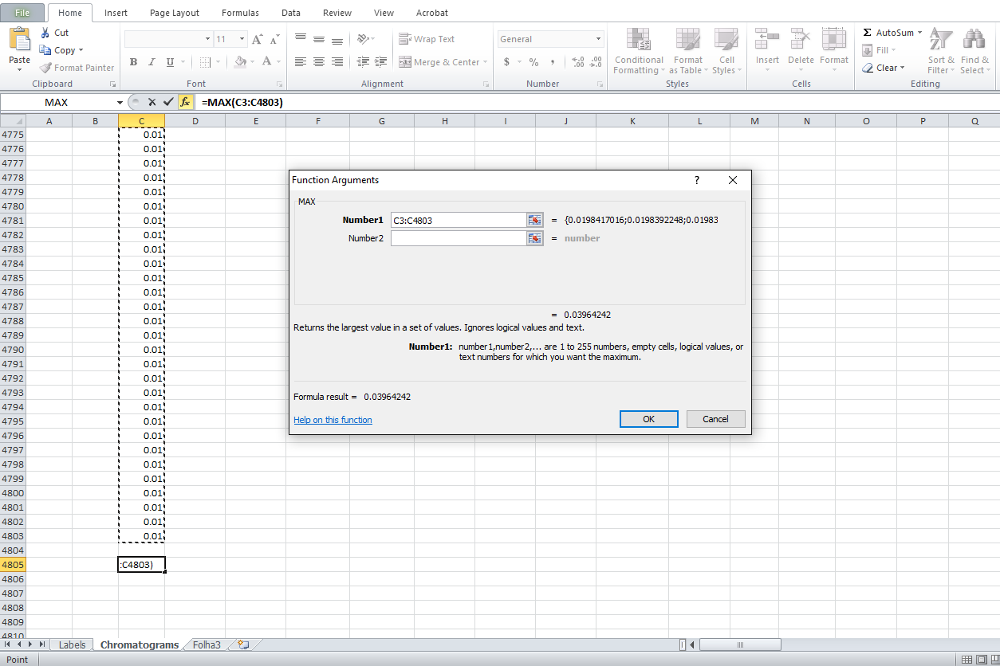 File Home Insert Page Layout Formulas Data Review View Acrobat
Paste Cut Copy Format Painter
11 A A Wrap Text General AutoSum
B I U A Merge & Center $ % , Conditional Formatting Format as Table Cell Styles Insert Delete Format Fill Clear Sort & Filter Find & Select
Clipboard Font Alignment Number Styles Cells Editing
MAX fx =MAX(C3:C4803)
A B C D E F G H I J K L M N O P Q
4775 0.01
4776 0.01
4777 0.01
4778 0.01
4779 0.01
4780 0.01
4781 0.01
4782 0.01
4783 0.01
4784 0.01
4785 0.01
4786 0.01
4787 0.01
4788 0.01
4789 0.01
4790 0.01
4791 0.01
4792 0.01
4793 0.01
4794 0.01
4795 0.01
4796 0.01
4797 0.01
4798 0.01
4799 0.01
4800 0.01
4801 0.01
4802 0.01
4803 0.01
4804
4805 :C4803)
4806
4807
4808
4809
4810
Function Arguments ?
MAX
Number1 C3:C4803 = {0.0198417016;0.0198392248;0.01983
Number2 = number
= 0.03964242
Returns the largest value in a set of values. Ignores logical values and text.
Number1: number1,number2,... are 1 to 255 numbers, empty cells, logical values, or
text numbers for which you want the maximum.
Formula result = 0.03964242
Help on this function OK Cancel
Labels Chromatograms Folha3
Point